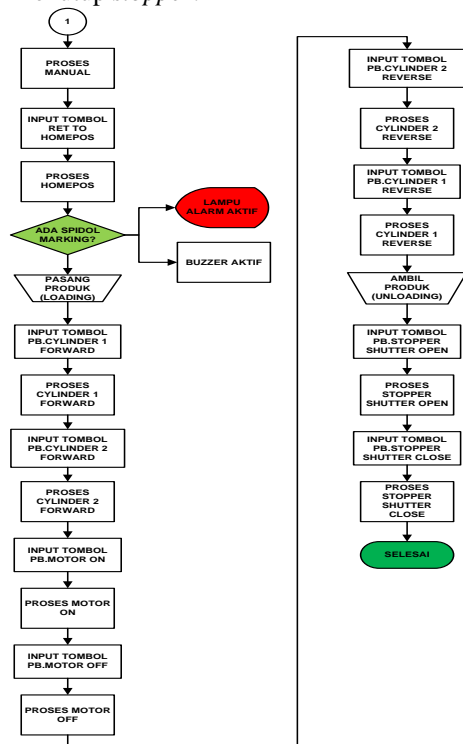 1
PROSES
MANUAL
INPUT TOMBOL
RET TO
HOMEPOS
PROSES
HOMEPOS
ADA SPIDOL
MARKING?
LAMPU
ALARM AKTIF
BUZZER AKTIF
PASANG
PRODUK
(LOADING)
INPUT TOMBOL
PB.CYLINDER 1
FORWARD
PROSES
CYLINDER 1
FORWARD
INPUT TOMBOL
PB.CYLINDER 2
FORWARD
PROSES
CYLINDER 2
FORWARD
INPUT TOMBOL
PB.MOTOR ON
PROSES MOTOR
ON
INPUT TOMBOL
PB.MOTOR OFF
PROSES MOTOR
OFF
INPUT TOMBOL
PB.CYLINDER 2
REVERSE
PROSES
CYLINDER 2
REVERSE
INPUT TOMBOL
PB.CYLINDER 1
REVERSE
PROSES
CYLINDER 1
REVERSE
AMBIL
PRODUK
(UNLOADING)
INPUT TOMBOL
PB.STOPPER
SHUTTER OPEN
PROSES
STOPPER
SHUTTER OPEN
INPUT TOMBOL
PB.STOPPER
SHUTTER CLOSE
PROSES
STOPPER
SHUTTER
CLOSE
SELESAI